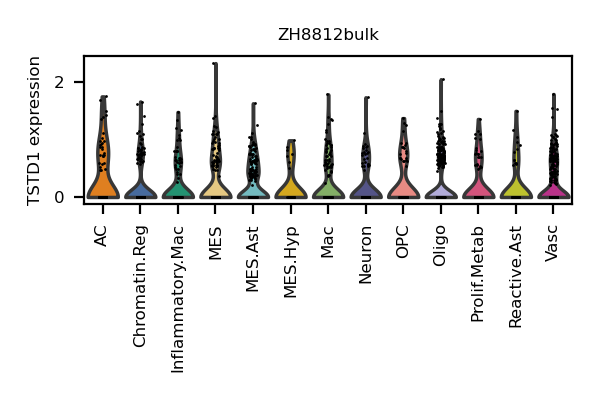 ZH8812bulk
TSTD1 expression
2
0
AC
Chromatin.Reg
Inflammatory.Mac
MES
MES.Ast
MES.Hyp
Mac
Neuron
OPC
Oligo
Prolif.Metab
Reactive.Ast
Vasc